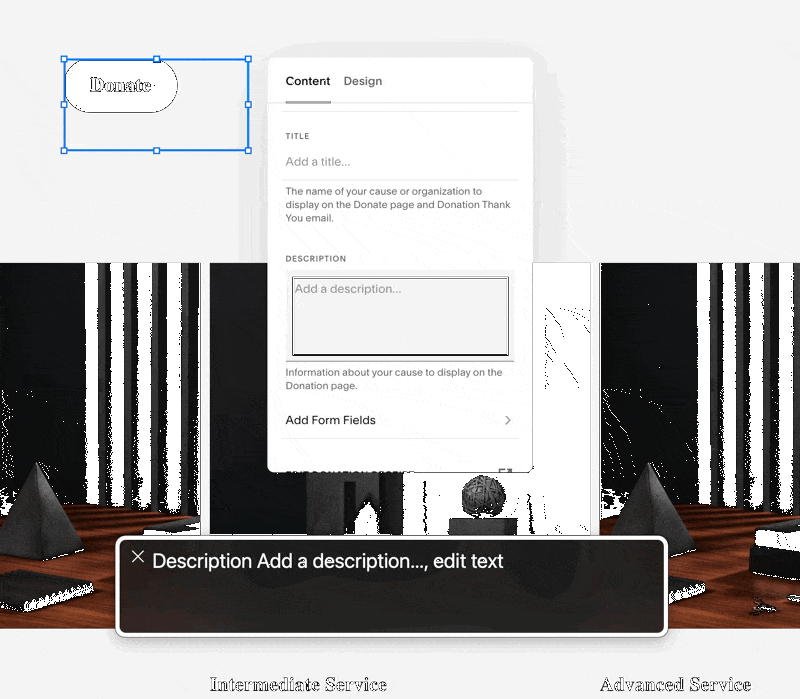 Donate
Content Design
TITLE
Add a title...
The name of your cause or organization to
display on the Donate page and Donation Thank
You email.
DESCRIPTION
Add a description...
Information about your cause to display on the
Donation page.
Add Form Fields
Description Add a description..., edit text
Intermediate Service
Advanced Service